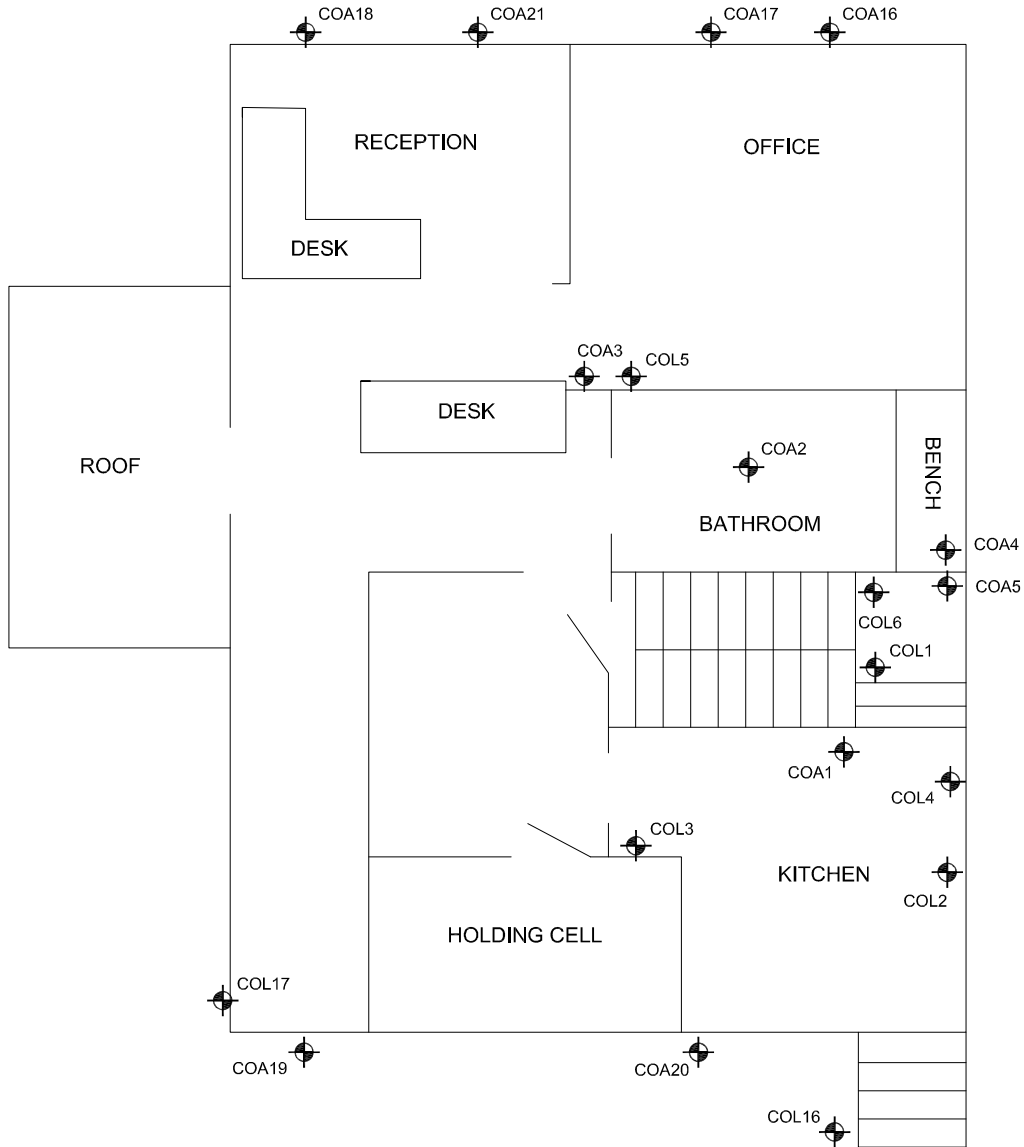 COA18
COA21
COA17
COA16
RECEPTION
OFFICE
DESK
COA3
COL5
DESK
ROOF
COA2
BENCH
BATHROOM
COA4
COA5
COL6
COL1
COA1
COL4
COL3
KITCHEN
COL2
HOLDING CELL
COL17
COA19
COA20
COL16